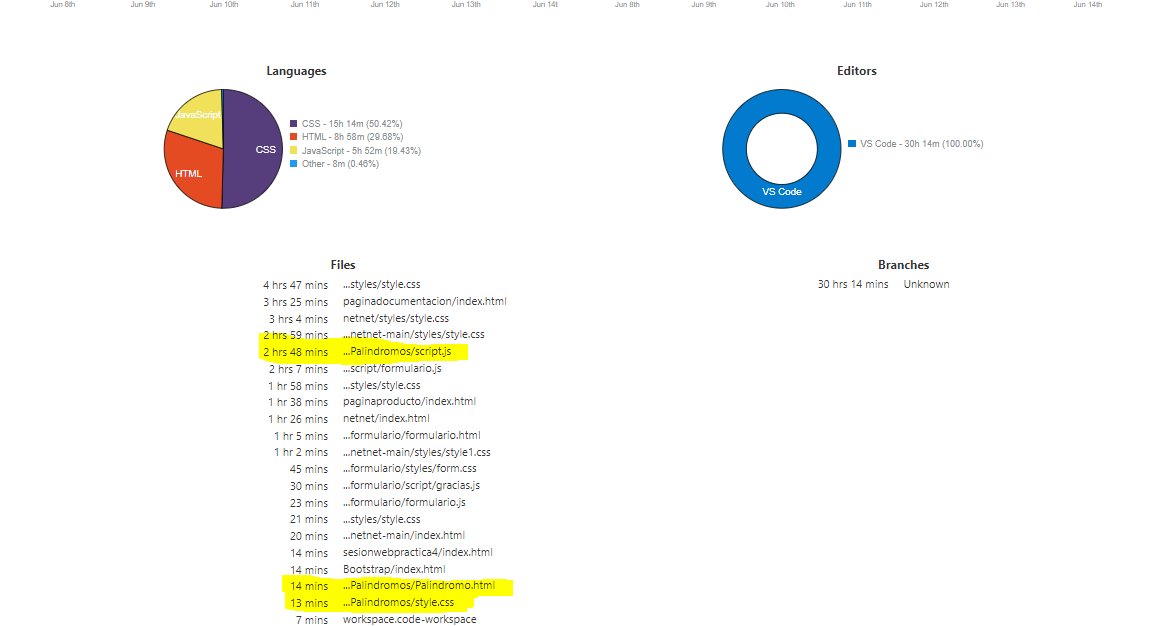 Jun 8th Jun 9th Jun 10th Jun 11th Jun 12th Jun 13th Jun 14t Jun 8th Jun 9th Jun 10th Jun 11th Jun 12th Jun 13th Jun 14th
Languages
JavaScript
CSS
HTML
CSS - 15h 14m (50.42%)
HTML - 8h 58m (29.68%)
JavaScript - 5h 52m (19.43%)
Other - 8m (0.46%)
Editors
VS Code
VS Code - 30h 14m (100.00%)
Files
4 hrs 47 mins ...styles/style.css
3 hrs 25 mins paginadocumentacion/index.html
3 hrs 4 mins netnet/styles/style.css
2 hrs 59 mins ...netnet-main/styles/style.css
2 hrs 48 mins ...Palindromos/script.js
2 hrs 7 mins ...script/formulario.js
1 hr 58 mins ...styles/style.css
1 hr 38 mins paginaproducto/index.html
1 hr 26 mins netnet/index.html
1 hr 5 mins ...formulario/formulario.html
1 hr 2 mins ...netnet-main/styles/style1.css
45 mins ...formulario/styles/form.css
30 mins ...formulario/script/gracias.js
23 mins ...formulario/formulario.js
21 mins ...styles/style.css
20 mins ...netnet-main/index.html
14 mins sesionwebpractica4/index.html
14 mins Bootstrap/index.html
14 mins ...Palindromos/Palindromo.html
13 mins ...Palindromos/style.css
7 mins workspace.code-workspace
Branches
30 hrs 14 mins Unknown